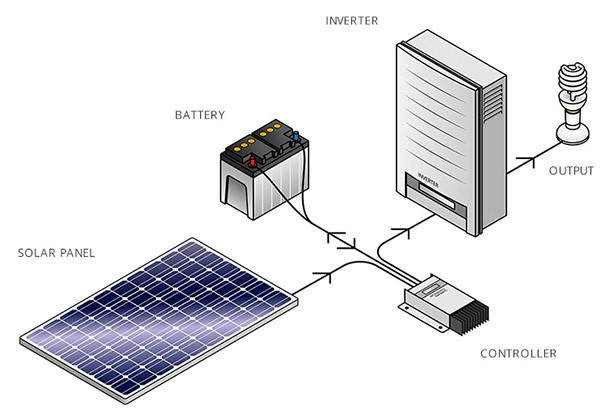 INVERTER
BATTERY
INVERTER
OUTPUT
SOLAR PANEL
CONTROLLER